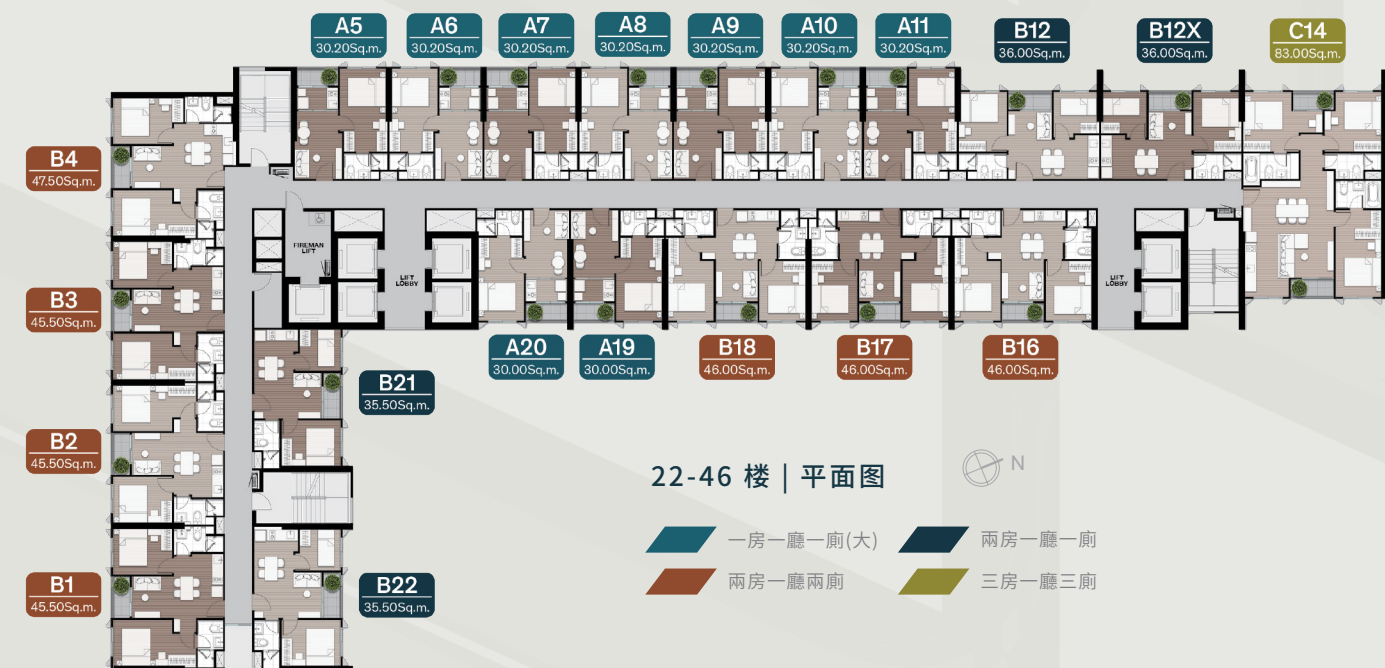 A5
30.20Sq.m.
A6
30.20Sq.m.
A7
30.20Sq.m.
A8
30.20Sq.m.
A9
30.20Sq.m.
A10
30.20Sq.m.
A11
30.20Sq.m.
B12
36.00Sq.m.
B12X
36.00Sq.m.
C14
83.00Sq.m.
B4
47.50Sq.m.
FIREMAN
LIFT
LIFT
LOBBY
LIFT
LOBBY
B3
45.50Sq.m.
A20
30.00Sq.m.
A19
30.00Sq.m.
B18
46.00Sq.m.
B17
46.00Sq.m.
B16
46.00Sq.m.
B21
35.50Sq.m.
B2
45.50Sq.m.
22-46 楼 | 平面图
N
一房一廳一廁(大)
兩房一廳一廁
兩房一廳兩廁
三房一廳三廁
B1
45.50Sq.m.
B22
35.50Sq.m.